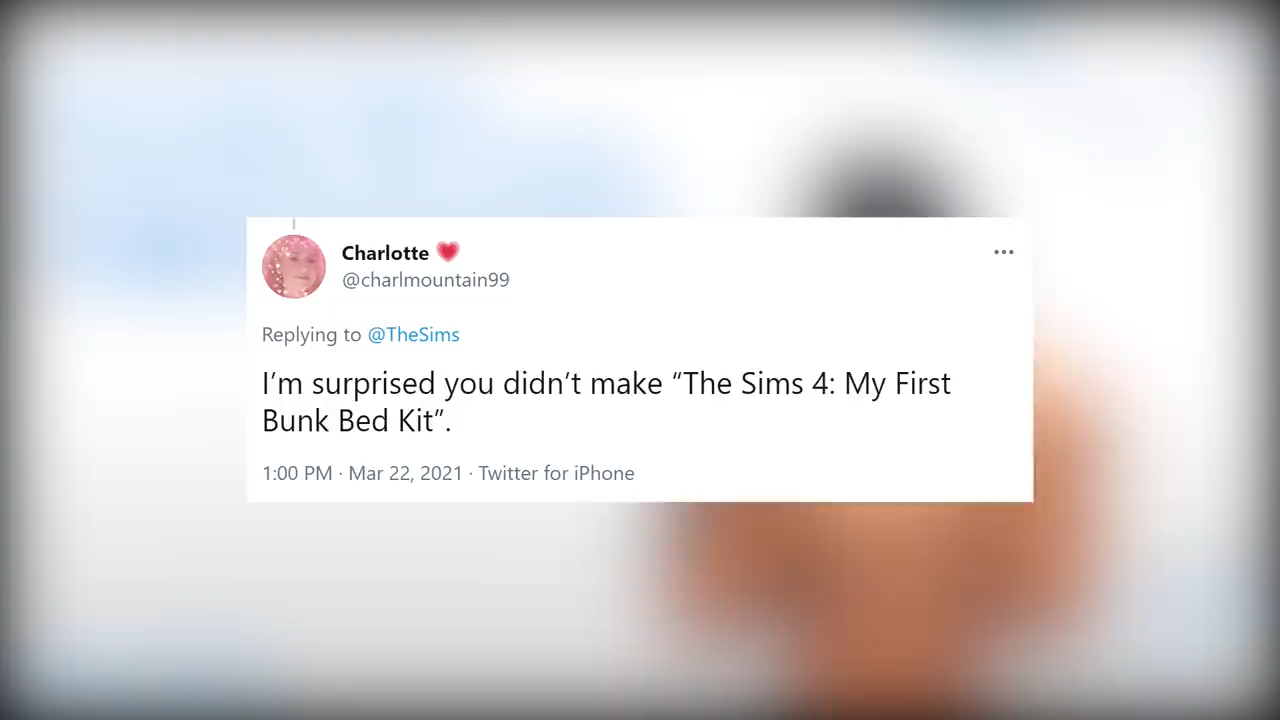 Charlotte 💗
@charlmountain99
Replying to @TheSims
I’m surprised you didn’t make “The Sims 4: My First
Bunk Bed Kit”.
1:00 PM · Mar 22, 2021 · Twitter for iPhone